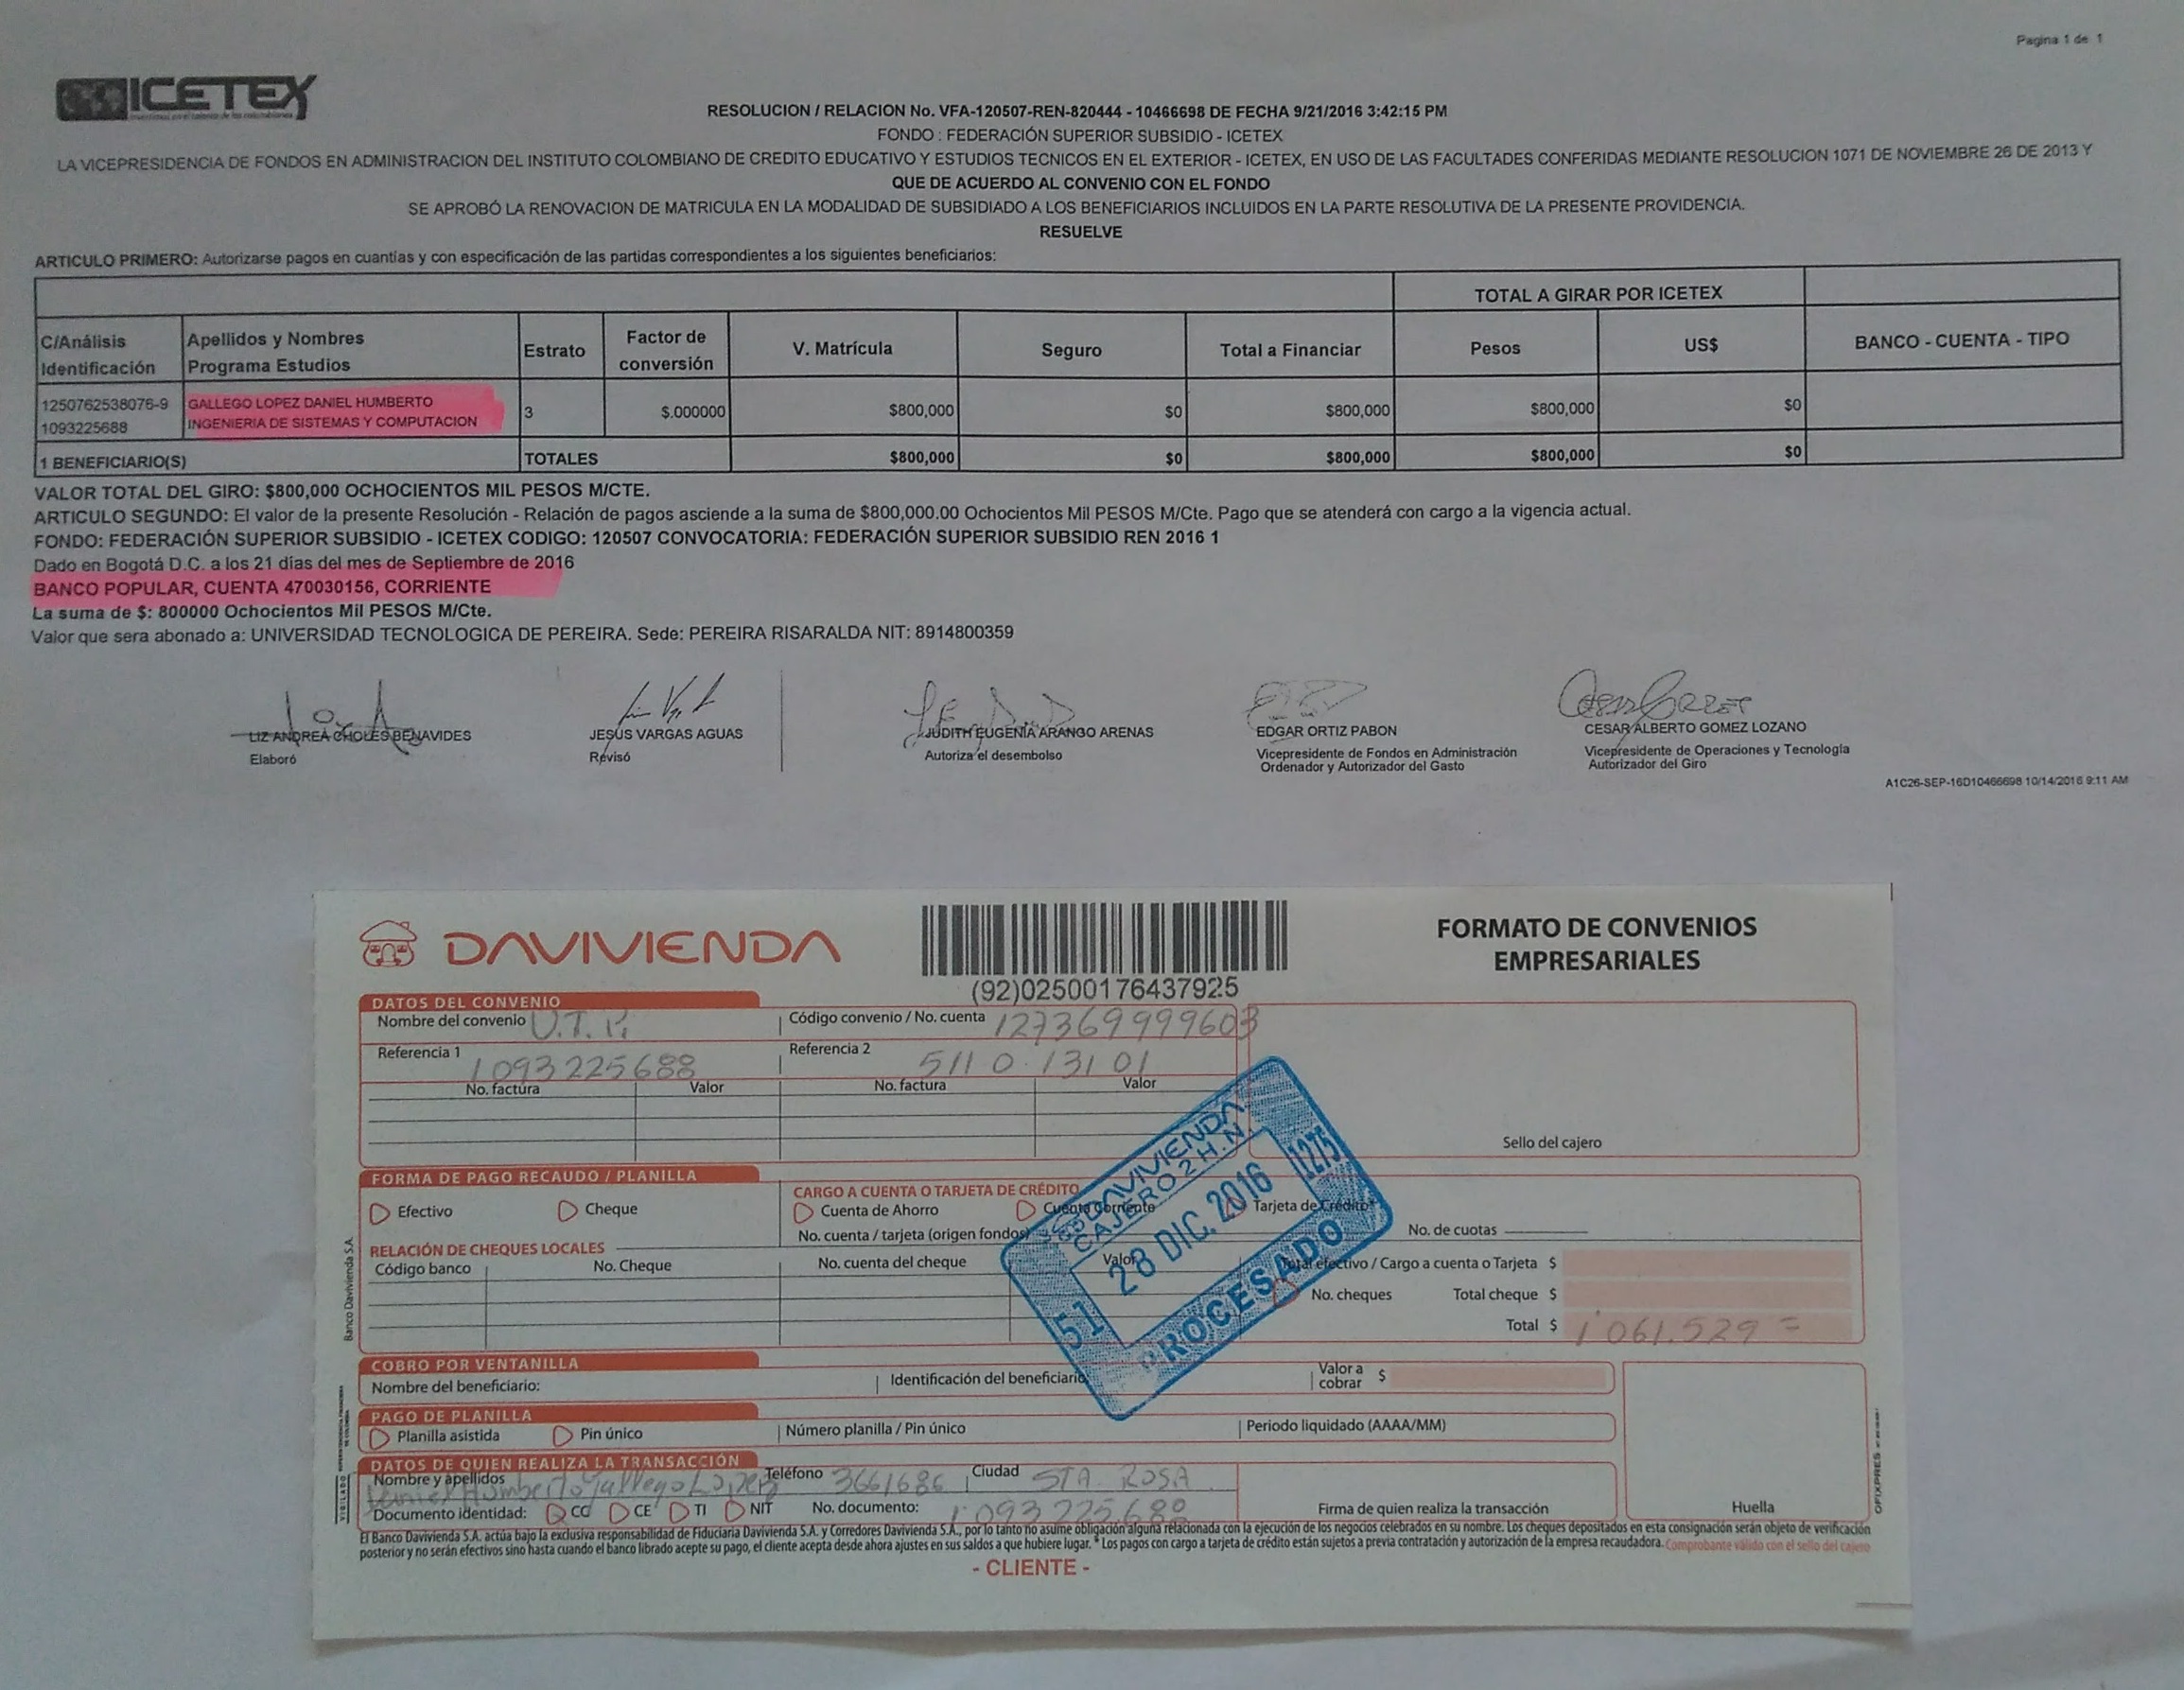 Pagina 1 de 1
ICETEX
RESOLUCION / RELACION No. VFA-120507-REN-820444 - 10466698 DE FECHA 9/21/2016 3:42:15 PM
FONDO : FEDERACIÓN SUPERIOR SUBSIDIO - ICETEX
LA VICEPRESIDENCIA DE FONDOS EN ADMINISTRACION DEL INSTITUTO COLOMBIANO DE CREDITO EDUCATIVO Y ESTUDIOS TECNICOS EN EL EXTERIOR - ICETEX, EN USO DE LAS FACULTADES CONFERIDAS MEDIANTE RESOLUCION 1071 DE NOVIEMBRE 26 DE 2013 Y
QUE DE ACUERDO AL CONVENIO CON EL FONDO
SE APROBÓ LA RENOVACION DE MATRICULA EN LA MODALIDAD DE SUBSIDIADO A LOS BENEFICIARIOS INCLUIDOS EN LA PARTE RESOLUTIVA DE LA PRESENTE PROVIDENCIA.
RESUELVE
ARTICULO PRIMERO: Autorizarse pagos en cuantías y con especificación de las partidas correspondientes a los siguientes beneficiarios:
TOTAL A GIRAR POR ICETEX
C/Análisis Identificación Apellidos y Nombres Programa Estudios Estrato Factor de conversión V. Matrícula Seguro Total a Financiar Pesos US$ BANCO - CUENTA - TIPO
1250762538076-9 GALLEGO LOPEZ DANIEL HUMBERTO 3 $.000000 $800,000 $0 $800,000 $800,000 $0
1093225688 INGENIERIA DE SISTEMAS Y COMPUTACION
1 BENEFICIARIO(S) TOTALES $800,000 $0 $800,000 $800,000 $0
VALOR TOTAL DEL GIRO: $800,000 OCHOCIENTOS MIL PESOS M/CTE.
ARTICULO SEGUNDO: El valor de la presente Resolución - Relación de pagos asciende a la suma de $800,000.00 Ochocientos Mil PESOS M/Cte. Pago que se atenderá con cargo a la vigencia actual.
FONDO: FEDERACIÓN SUPERIOR SUBSIDIO - ICETEX CODIGO: 120507 CONVOCATORIA: FEDERACIÓN SUPERIOR SUBSIDIO REN 2016 1
Dado en Bogotá D.C. a los 21 días del mes de Septiembre de 2016
BANCO POPULAR, CUENTA 470030156, CORRIENTE
La suma de $: 800000 Ochocientos Mil PESOS M/Cte.
Valor que sera abonado a: UNIVERSIDAD TECNOLOGICA DE PEREIRA. Sede: PEREIRA RISARALDA NIT: 8914800359
LIZ ANDREA CHOLES BENAVIDES JESUS VARGAS AGUAS JUDITH EUGENIA ARANGO ARENAS EDGAR ORTIZ PABON CESAR ALBERTO GOMEZ LOZANO
Elaboró Revisó Autoriza el desembolso Vicepresidente de Fondos en Administración Vicepresidente de Operaciones y Tecnología
Ordenador y Autorizador del Gasto Autorizador del Giro
A1C26-SEP-16D10466698 10/14/2016 9:11 AM
DAVIVIENDA
(92)02500176437925
FORMATO DE CONVENIOS
EMPRESARIALES
DATOS DEL CONVENIO
Nombre del convenio U.T.P. Código convenio / No. cuenta 127369999603
Referencia 1 1093225688 Referencia 2 511 0.131 01
No. factura Valor No. factura Valor
Sello del cajero
FORMA DE PAGO RECAUDO / PLANILLA
CARGO A CUENTA O TARJETA DE CRÉDITO
Efectivo Cheque Cuenta de Ahorro Cuenta Corriente Tarjeta de Crédito*
No. cuenta / tarjeta (origen fondos) No. de cuotas
RELACIÓN DE CHEQUES LOCALES
Código banco No. Cheque No. cuenta del cheque Valor Total efectivo / Cargo a cuenta o Tarjeta $
No. cheques Total cheque $
Total $ 1'061.529=
DAVIVIENDA
CAJERO 2 H.N.
1275
28 DIC. 2016
51
PROCESADO
COBRO POR VENTANILLA
Nombre del beneficiario: Identificación del beneficiario: Valor a cobrar $
PAGO DE PLANILLA
Planilla asistida Pin único Número planilla / Pin único Periodo liquidado (AAAA/MM)
DATOS DE QUIEN REALIZA LA TRANSACCIÓN
Nombre y apellidos Daniel Humberto Gallego Lopez Teléfono 3661686 Ciudad STA. ROSA
Documento identidad: CC CE TI NIT No. documento: 1'093 225.688 Firma de quien realiza la transacción Huella
El Banco Davivienda S.A. actúa bajo la exclusiva responsabilidad de Fiduciaria Davivienda S.A. y Corredores Davivienda S.A., por lo tanto no asume obligación alguna relacionada con la ejecución de los negocios celebrados en su nombre. Los cheques depositados en esta consignación serán objeto de verificación
posterior y no serán efectivos sino hasta cuando el banco librado acepte su pago, el cliente acepta desde ahora ajustes en sus saldos a que hubiere lugar. * Los pagos con cargo a tarjeta de crédito están sujetos a previa contratación y autorización de la empresa recaudadora. Comprobante válido con el sello del cajero
- CLIENTE -
Banco Davivienda S.A.
VIGILADO
OFIXPRES